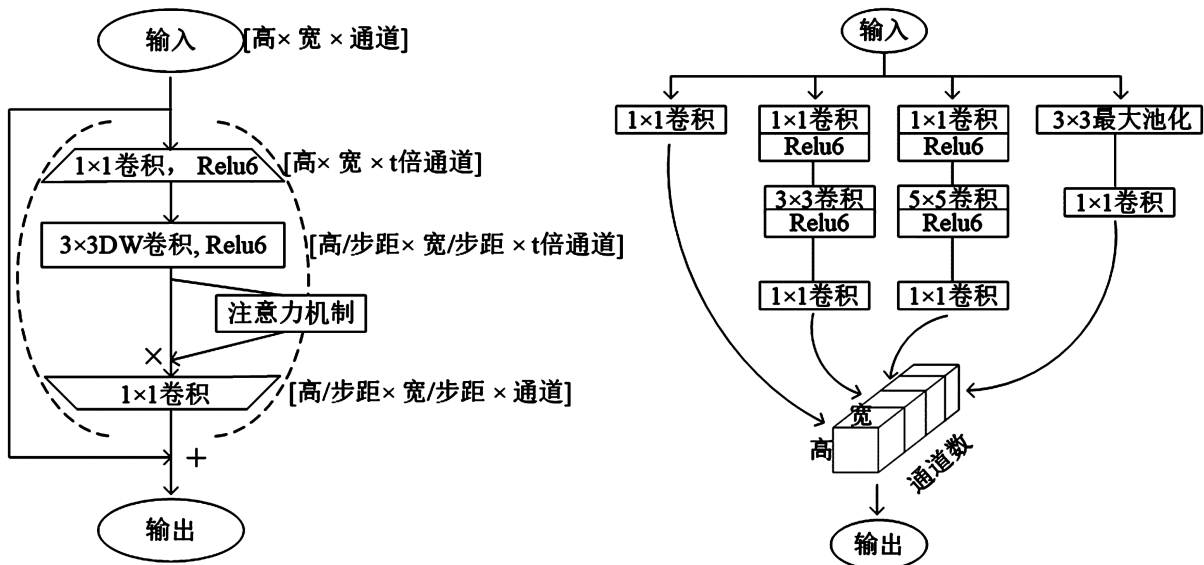 输入
[高× 宽 × 通道]
1×1卷积， Relu6
[高× 宽 × t倍通道]
3×3DW卷积, Relu6
[高/步距× 宽/步距 × t倍通道]
注意力机制
×
1×1卷积
[高/步距× 宽/步距 × 通道]
+
输出
输入
1×1卷积
1×1卷积
Relu6
3×3卷积
Relu6
1×1卷积
1×1卷积
Relu6
5×5卷积
Relu6
1×1卷积
3×3最大池化
1×1卷积
宽
高
通道数
输出